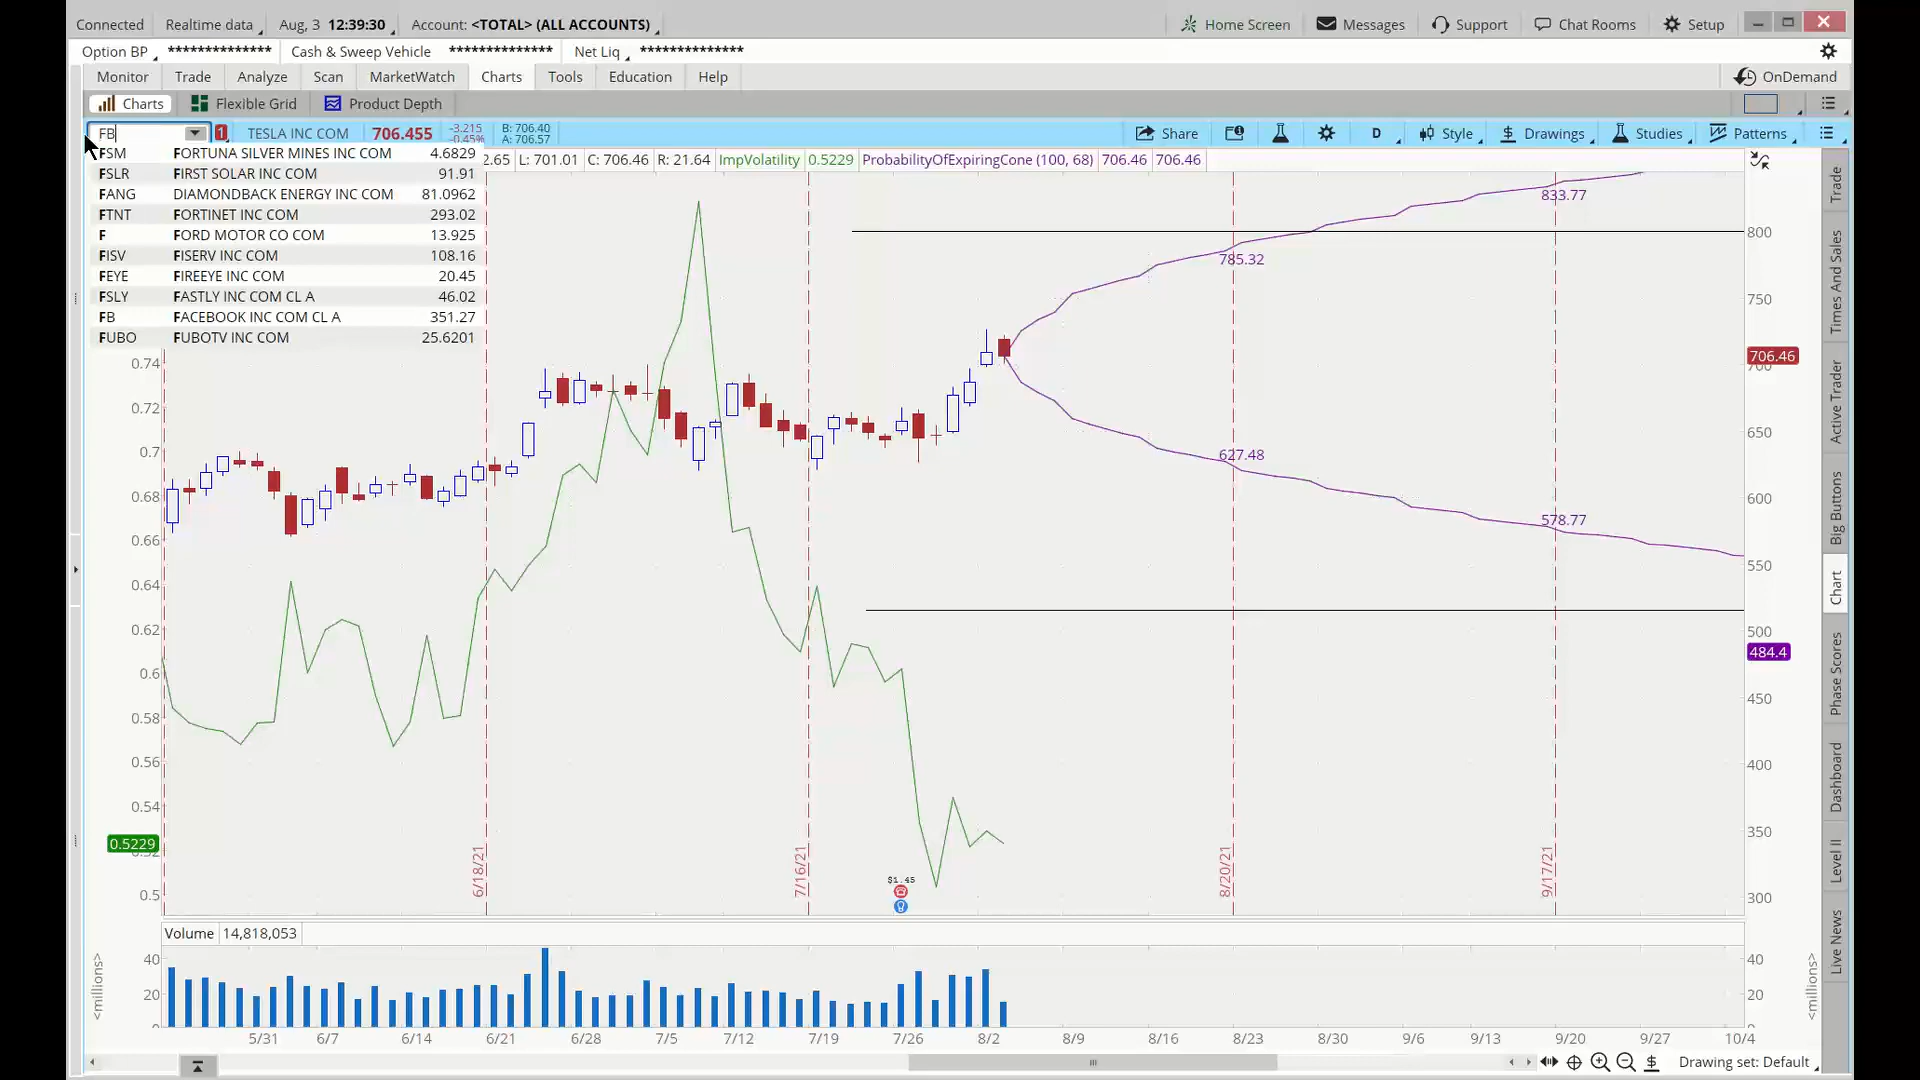 Connected Realtime data Aug, 3 12:39:30 Account: <TOTAL> (ALL ACCOUNTS) Home Screen Messages Support Chat Rooms Setup
Option BP ************** Cash & Sweep Vehicle ************** Net Liq **************
Monitor Trade Analyze Scan MarketWatch Charts Tools Education Help OnDemand
Charts Flexible Grid Product Depth
FB 1 TESLA INC COM 706.455 -3.215 -0.45% B: 706.40 A: 706.57 Share D Style Drawings Studies Patterns
2.65 L: 701.01 C: 706.46 R: 21.64 ImpVolatility 0.5229 ProbabilityOfExpiringCone (100, 68) 706.46 706.46
FSM FORTUNA SILVER MINES INC COM 4.6829
FSLR FIRST SOLAR INC COM 91.91
FANG DIAMONDBACK ENERGY INC COM 81.0962
FTNT FORTINET INC COM 293.02
F FORD MOTOR CO COM 13.925
FISV FISERV INC COM 108.16
FEYE FIREEYE INC COM 20.45
FSLY FASTLY INC COM CL A 46.02
FB FACEBOOK INC COM CL A 351.27
FUBO FUBOTV INC COM 25.6201
833.77
800
785.32
750
706.46
700
0.74
0.72
650
0.7
627.48
0.68
600
578.77
0.66
550
0.64
0.62
500
484.4
0.6
450
0.58
0.56
400
0.54
350
0.5229
0.52
0.5
300
6/18/21
7/16/21
8/20/21
9/17/21
$1.45
Volume 14,818,053
40 40
20 20
0 0
<millions>
<millions>
5/31 6/7 6/14 6/21 6/28 7/5 7/12 7/19 7/26 8/2 8/9 8/16 8/23 8/30 9/6 9/13 9/20 9/27 10/4
Drawing set: Default
Trade
Times And Sales
Active Trader
Big Buttons
Chart
Phase Scores
Dashboard
Level II
Live News